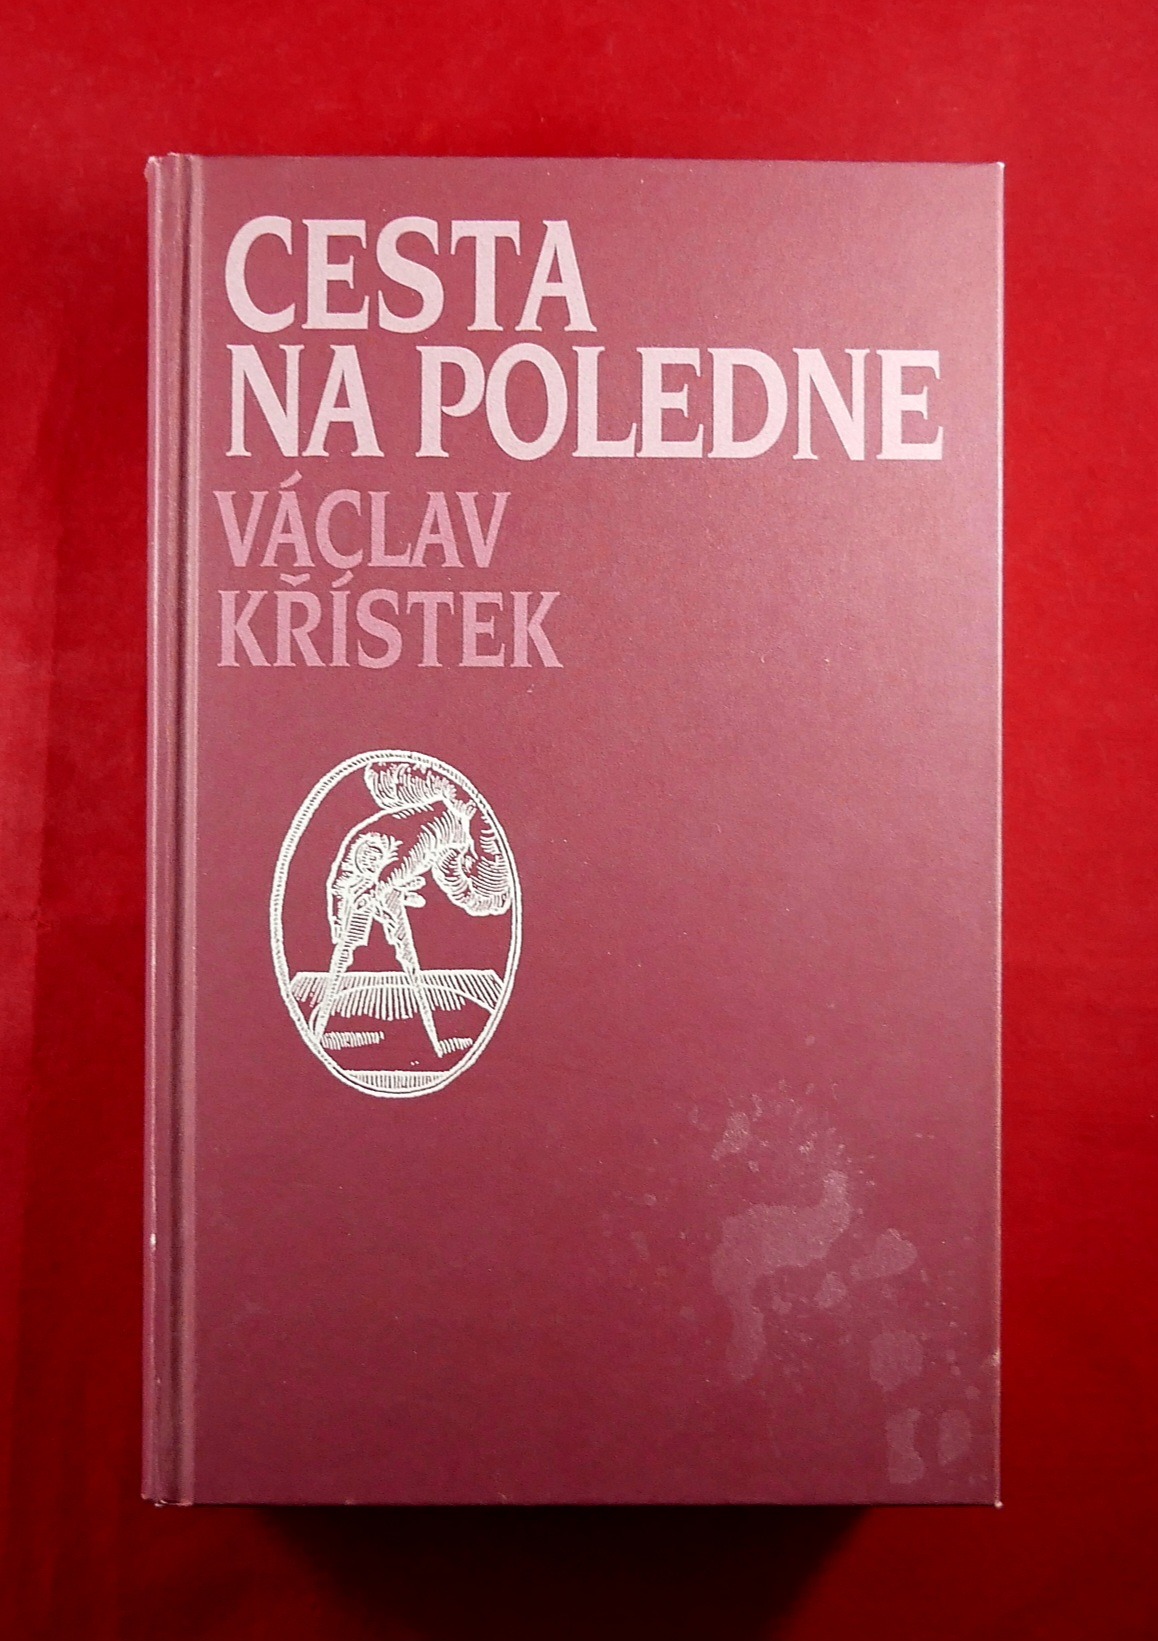 CESTA
NA POLEDNE
VÁCLAV
KŘÍSTEK